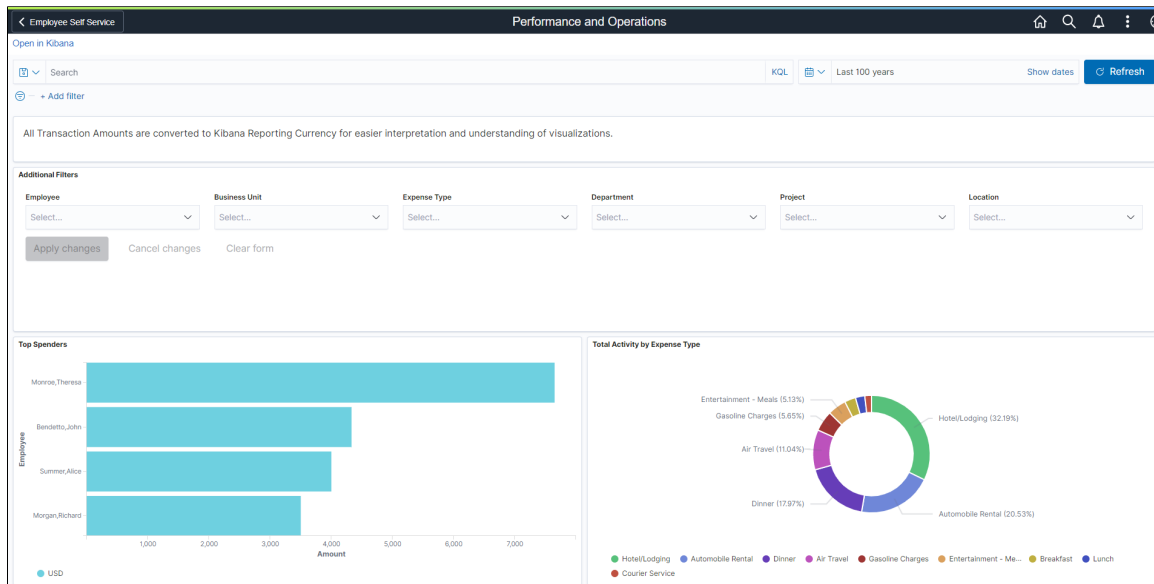 Employee Self Service
Performance and Operations
Open in Kibana
Search
KQL
Last 100 years
Show dates
Refresh
+ Add filter
All Transaction Amounts are converted to Kibana Reporting Currency for easier interpretation and understanding of visualizations.
Additional Filters
Employee
Business Unit
Expense Type
Department
Project
Location
Select...
Select...
Select...
Select...
Select...
Select...
Apply changes
Cancel changes
Clear form
Top Spenders
Monroe,Theresa
Bendetto,John
Summer,Alice
Morgan,Richard
Employee
1,000
2,000
3,000
4,000
5,000
6,000
7,000
Amount
USD
Total Activity by Expense Type
Entertainment - Meals (5.13%)
Gasoline Charges (5.65%)
Hotel/Lodging (32.19%)
Air Travel (11.04%)
Dinner (17.97%)
Automobile Rental (20.53%)
Hotel/Lodging
Automobile Rental
Dinner
Air Travel
Gasoline Charges
Entertainment - Me...
Breakfast
Lunch
Courier Service